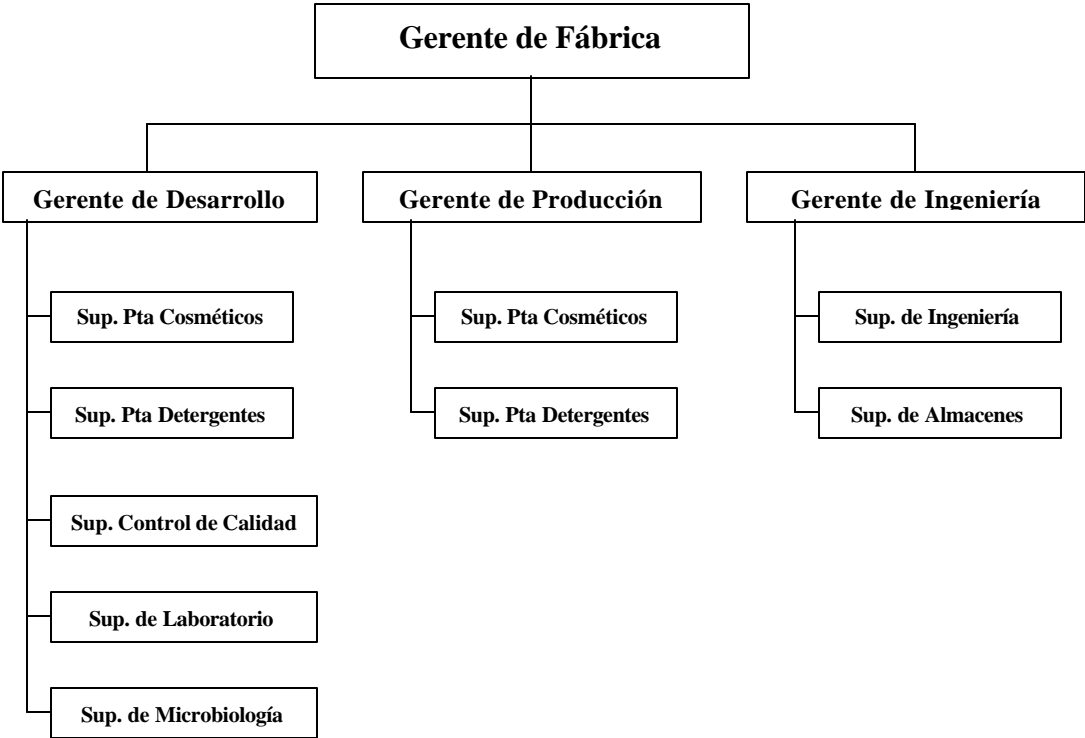 Gerente de Fábrica
Gerente de Desarrollo
Gerente de Producción
Gerente de Ingeniería
Sup. Pta Cosméticos
Sup. Pta Cosméticos
Sup. de Ingeniería
Sup. Pta Detergentes
Sup. Pta Detergentes
Sup. de Almacenes
Sup. Control de Calidad
Sup. de Laboratorio
Sup. de Microbiología